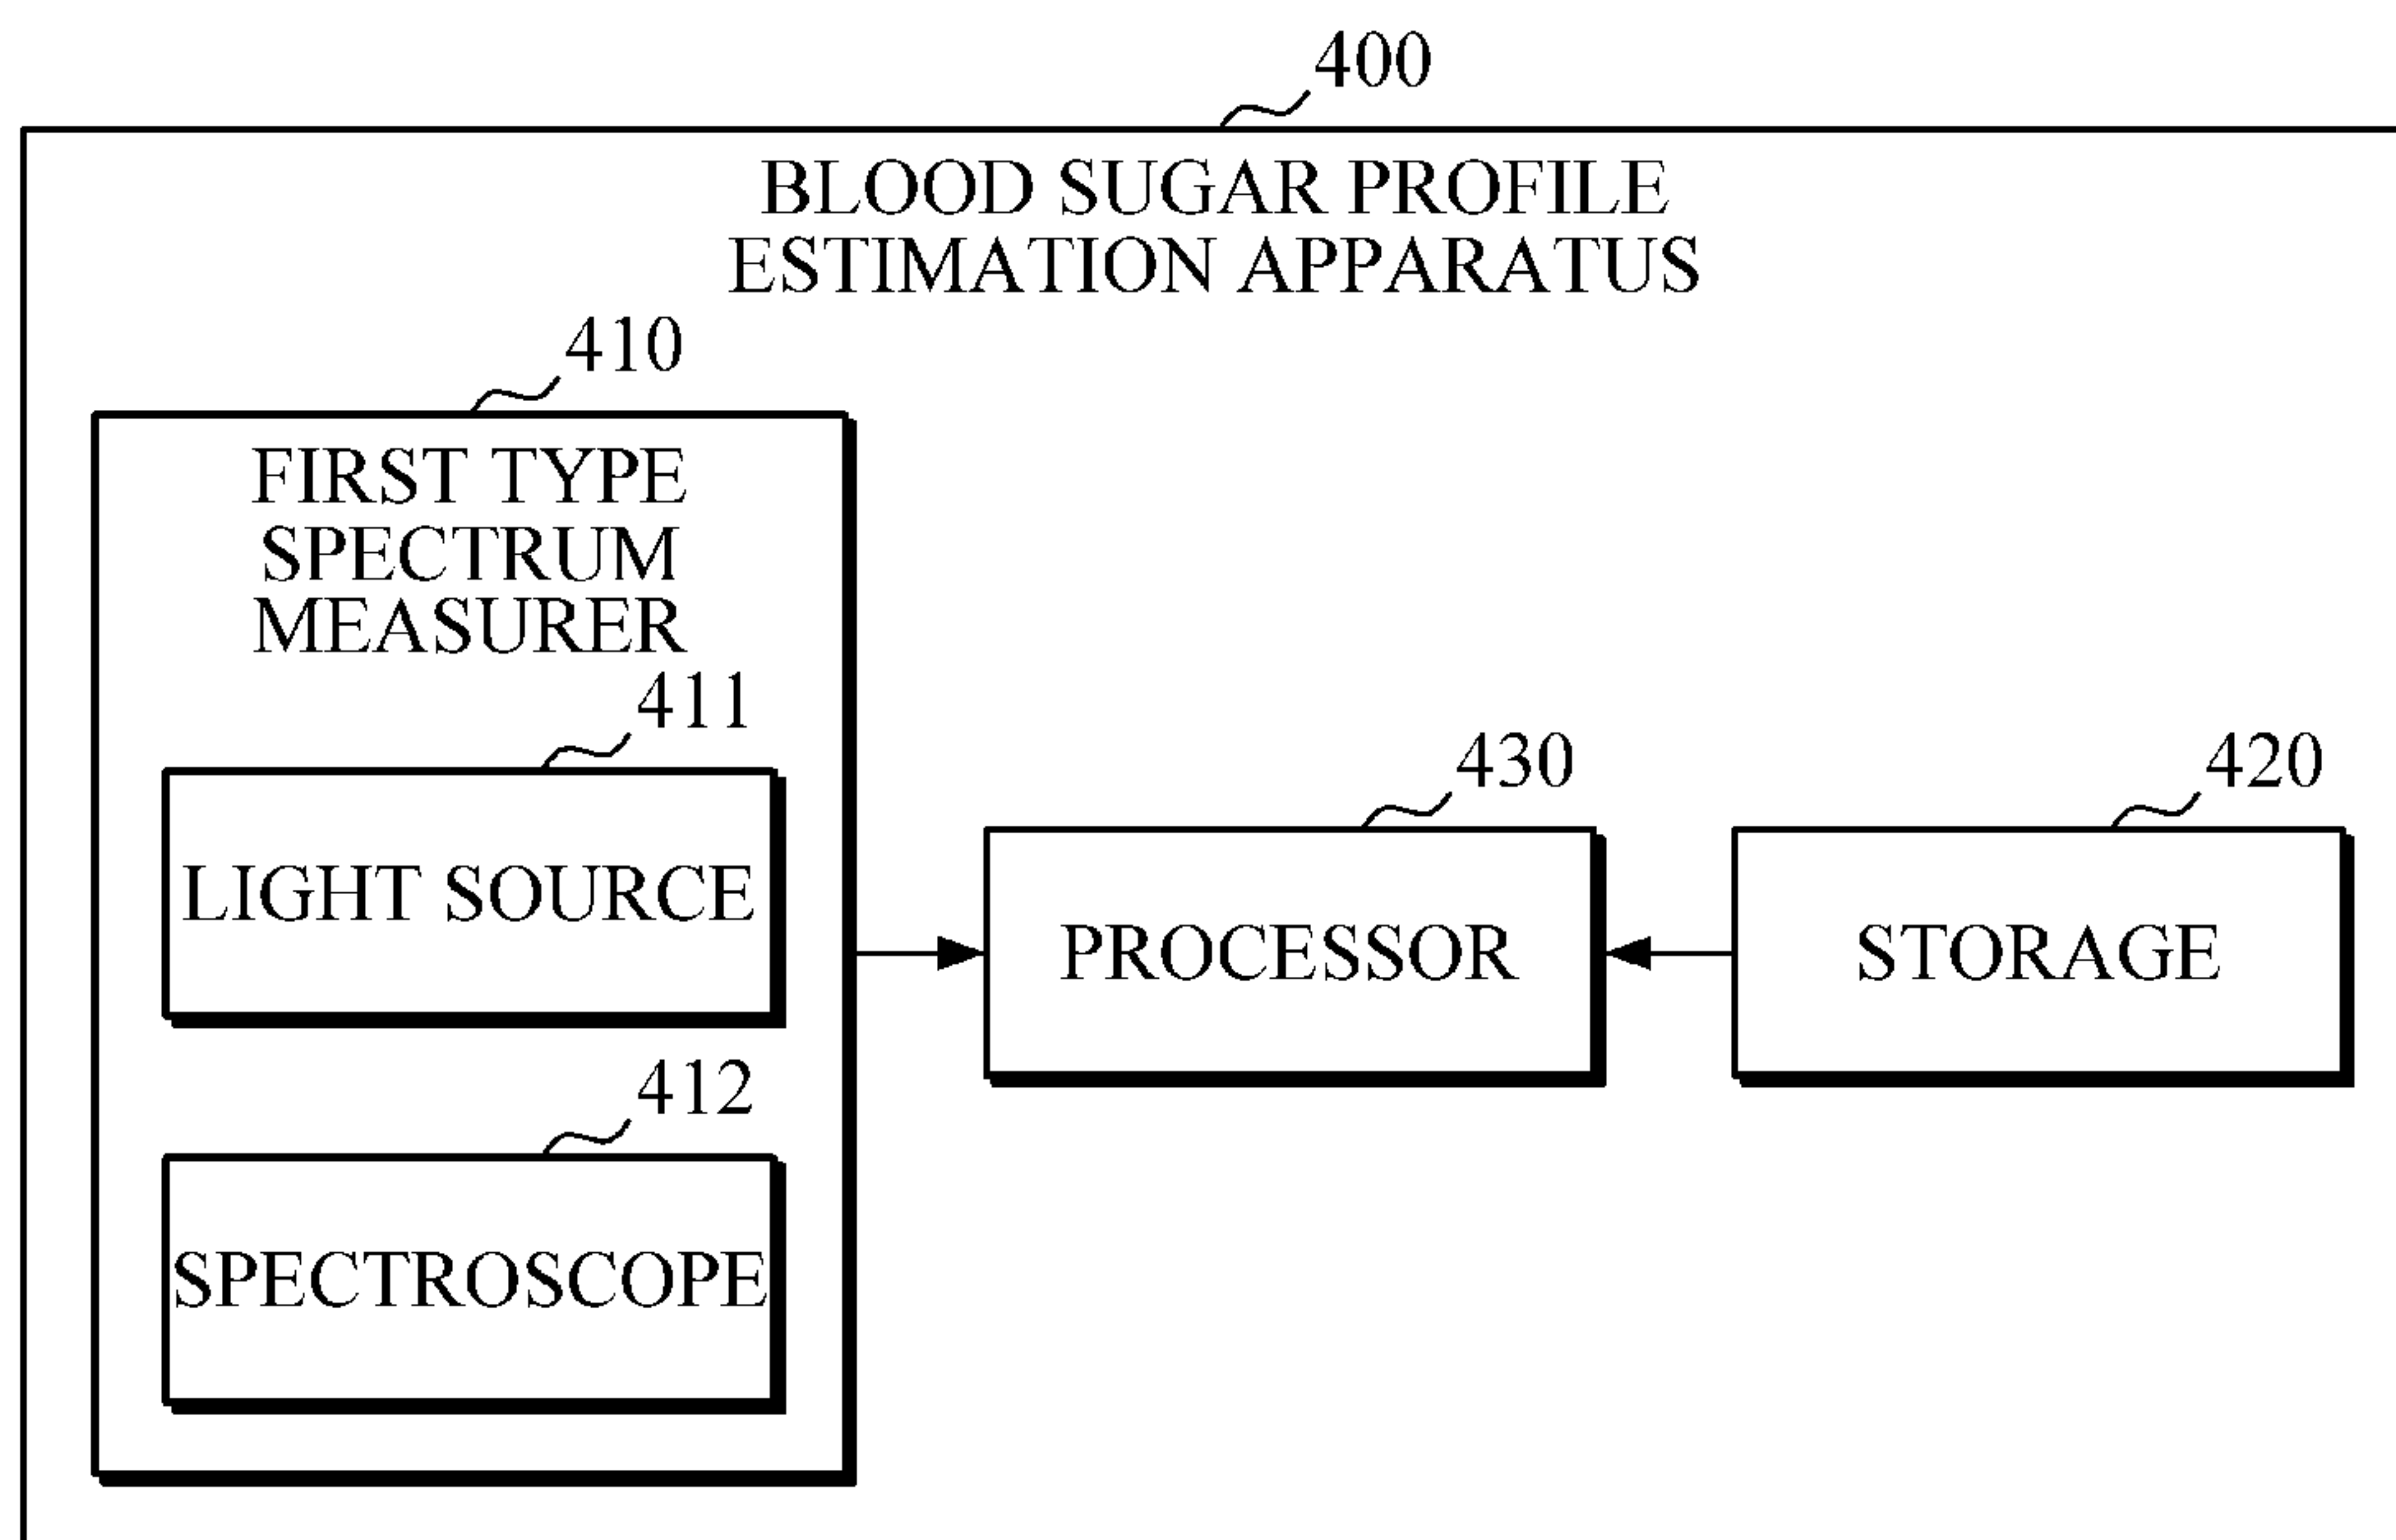 400
BLOOD SUGAR PROFILE
ESTIMATION APPARATUS
410
FIRST TYPE
SPECTRUM
MEASURER
411
LIGHT SOURCE
412
SPECTROSCOPE
430
PROCESSOR
420
STORAGE